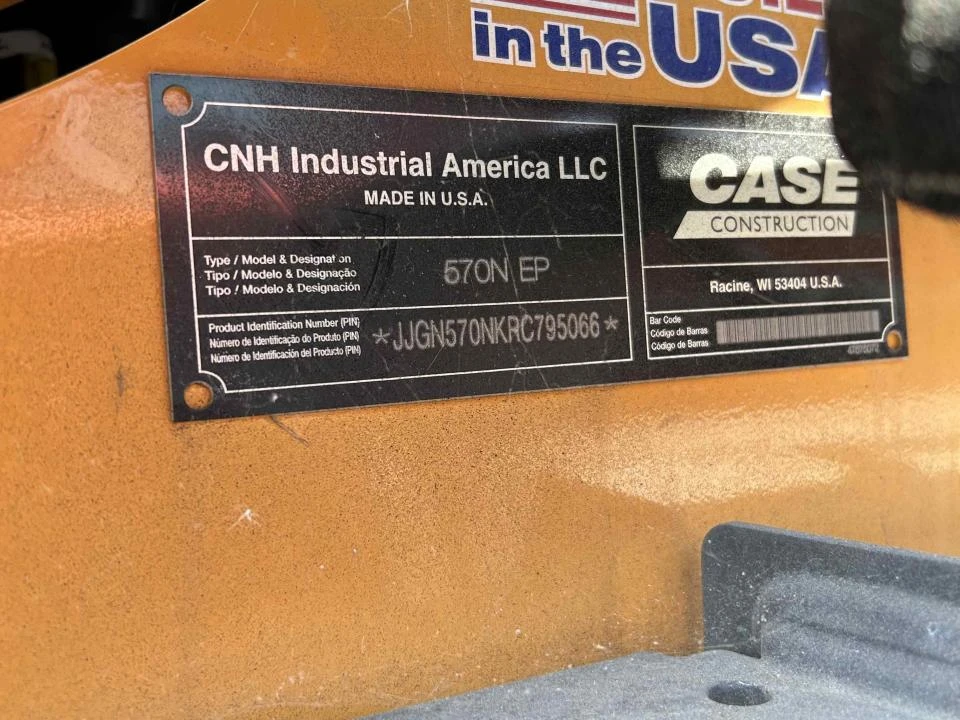 in the USA
CNH Industrial America LLC
MADE IN U.S.A.
Type / Model & Designation
Tipo / Modelo & Designação
Tipo / Modelo & Designación
570N EP
Product Identification Number (PIN)
Número de Identificação do Produto (PIN)
Número de Identificación del Producto (PIN)
*JJGN570NKRC795066*
CASE
CONSTRUCTION
Racine, WI 53404 U.S.A.
Bar Code
Código de Barras
Código de Barras